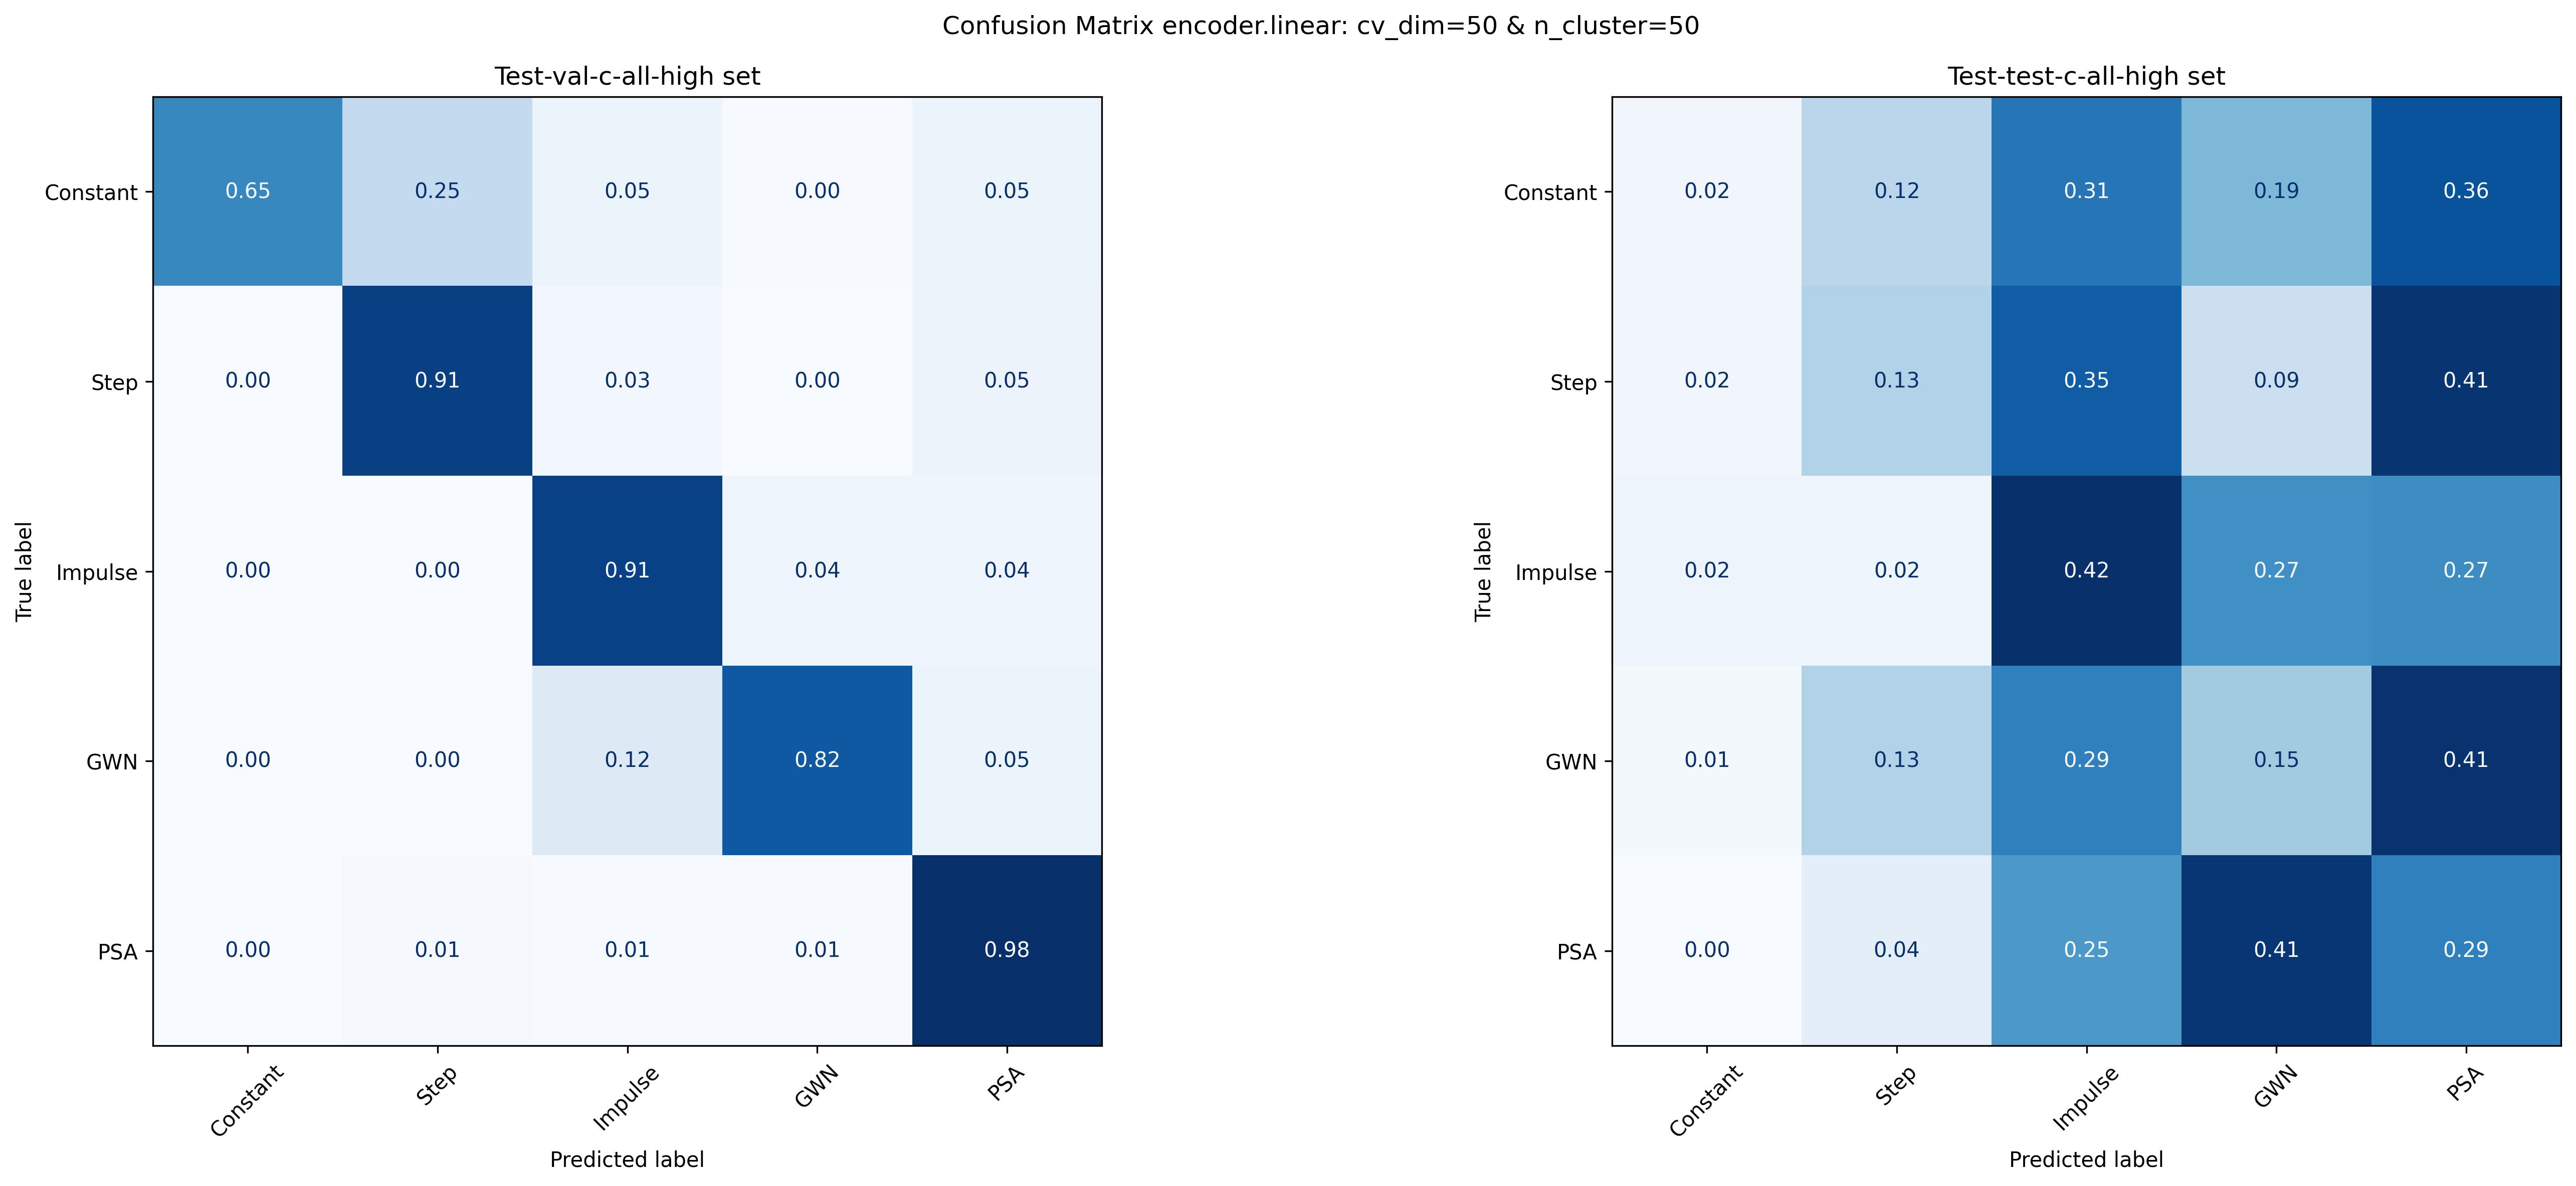 Confusion Matrix encoder.linear: cv_dim=50 & n_cluster=50
Test-val-c-all-high set
True label
Constant 0.65 0.25 0.05 0.00 0.05
Step 0.00 0.91 0.03 0.00 0.05
Impulse 0.00 0.00 0.91 0.04 0.04
GWN 0.00 0.00 0.12 0.82 0.05
PSA 0.00 0.01 0.01 0.01 0.98
Constant Step Impulse GWN PSA
Predicted label
Test-test-c-all-high set
True label
Constant 0.02 0.12 0.31 0.19 0.36
Step 0.02 0.13 0.35 0.09 0.41
Impulse 0.02 0.02 0.42 0.27 0.27
GWN 0.01 0.13 0.29 0.15 0.41
PSA 0.00 0.04 0.25 0.41 0.29
Constant Step Impulse GWN PSA
Predicted label